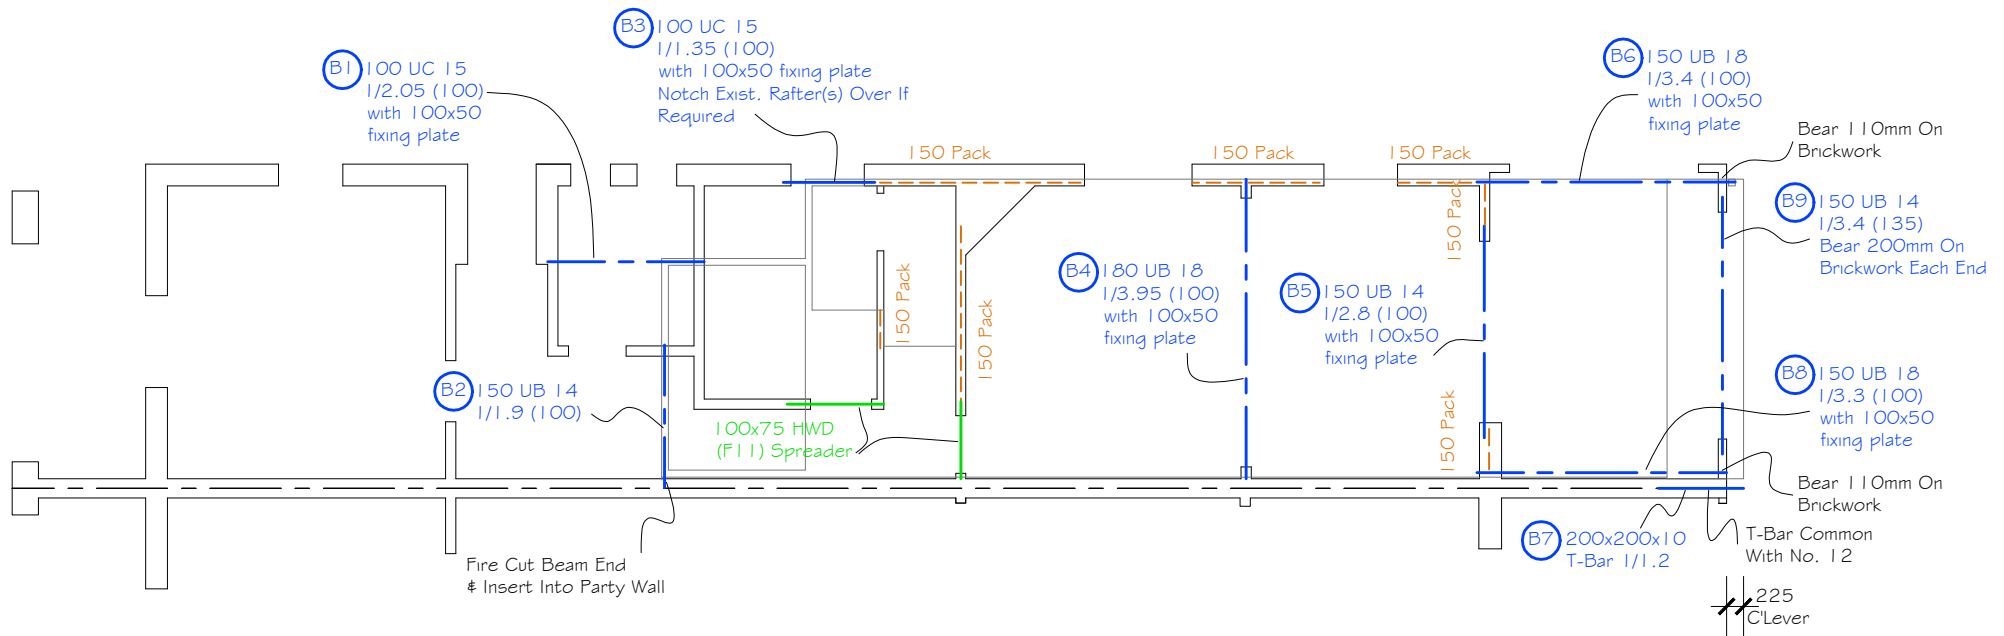 B1
100 UC 15
1/2.05 (100)
with 100x50
fixing plate
B3
100 UC 15
1/1.35 (100)
with 100x50 fixing plate
Notch Exist. Rafter(s) Over If
Required
B6
150 UB 18
1/3.4 (100)
with 100x50
fixing plate
Bear 110mm On
Brickwork
150 Pack
150 Pack
150 Pack
B9
150 UB 14
1/3.4 (135)
Bear 200mm On
Brickwork Each End
150 Pack
B4
180 UB 18
1/3.95 (100)
with 100x50
fixing plate
B5
150 UB 14
1/2.8 (100)
with 100x50
fixing plate
150 Pack
150 Pack
B2
150 UB 14
1/1.9 (100)
B8
150 UB 18
1/3.3 (100)
with 100x50
fixing plate
150 Pack
100x75 HWD
(F11) Spreader
Bear 110mm On
Brickwork
B7
200x200x10
T-Bar 1/1.2
T-Bar Common
With No. 12
Fire Cut Beam End
& Insert Into Party Wall
225
C'Lever